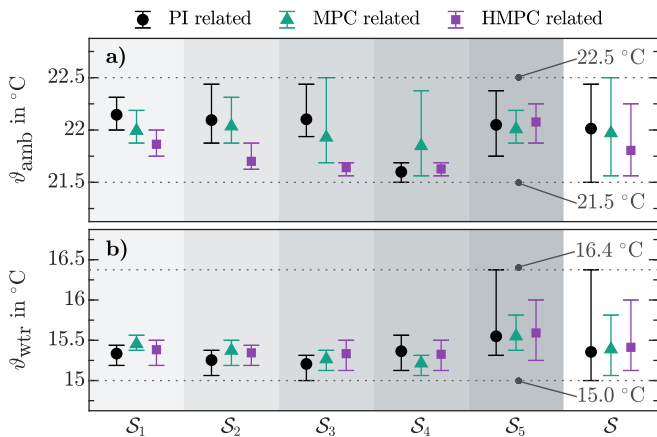 PI related MPC related HMPC related
a)
22.5 °C
22.5
22
21.5
21.5 °C
ϑamb in °C
b)
16.4 °C
16.5
16
15.5
15
15.0 °C
ϑwtr in °C
S1 S2 S3 S4 S5 S